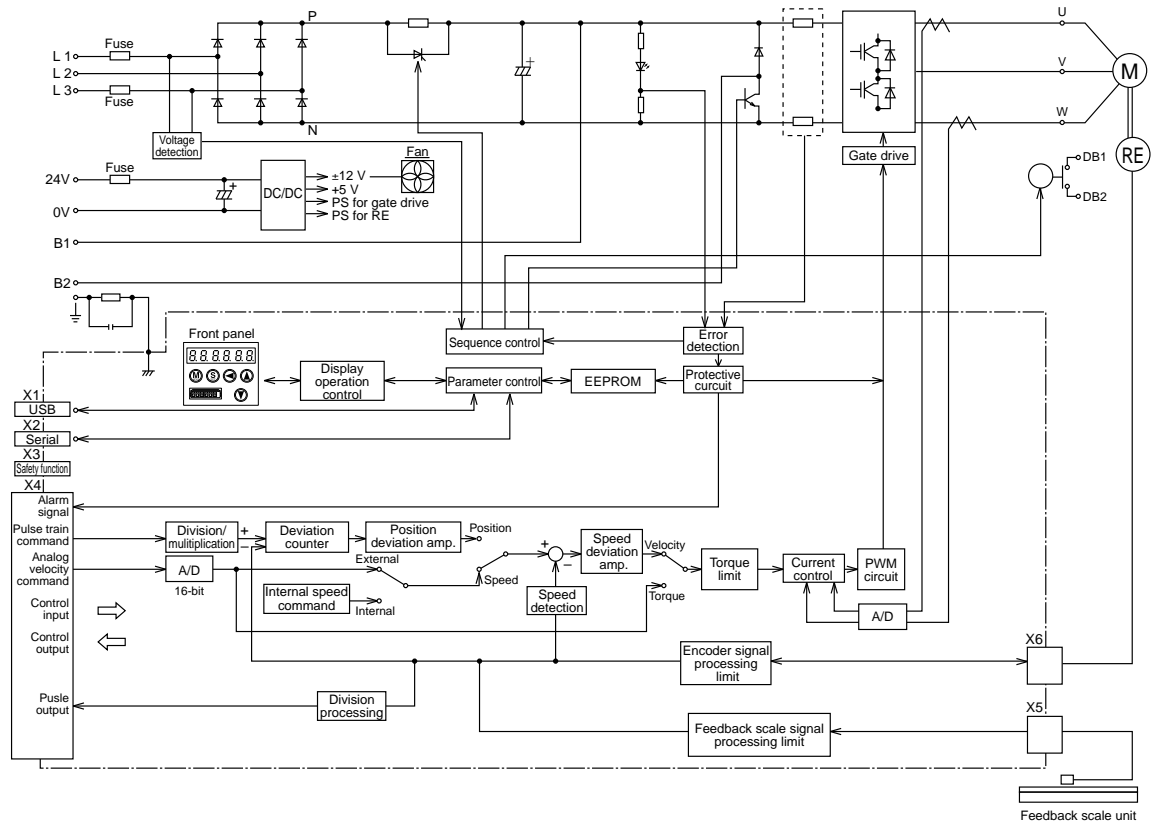 P
U
Fuse
L 1
L 2
L 3
Fuse
V
M
W
N
Voltage
detection
Gate drive
RE
DB1
DB2
Fuse
24V
0V
DC/DC
Fan
±12 V
+5 V
PS for gate drive
PS for RE
B1
B2
Front panel
8.8.8.8.8.8.
M
S
Sequence control
Error
detection
Display
operation
control
Parameter control
EEPROM
Protective
curcuit
X1
USB
X2
Serial
X3
Safety function
X4
Alarm
signal
Pulse train
command
Division/
mulitiplication
+
−
Deviation
counter
Position
deviation amp.
Position
Analog
velocity
command
A/D
16-bit
External
Internal speed
command
Internal
Speed
+
−
Speed
detection
Speed
deviation
amp.
Velocity
Torque
Torque
limit
Current
control
PWM
circuit
A/D
Control
input
Control
output
Encoder signal
processing
limit
X6
Pusle
output
Division
processing
Feedback scale signal
processing limit
X5
Feedback scale unit